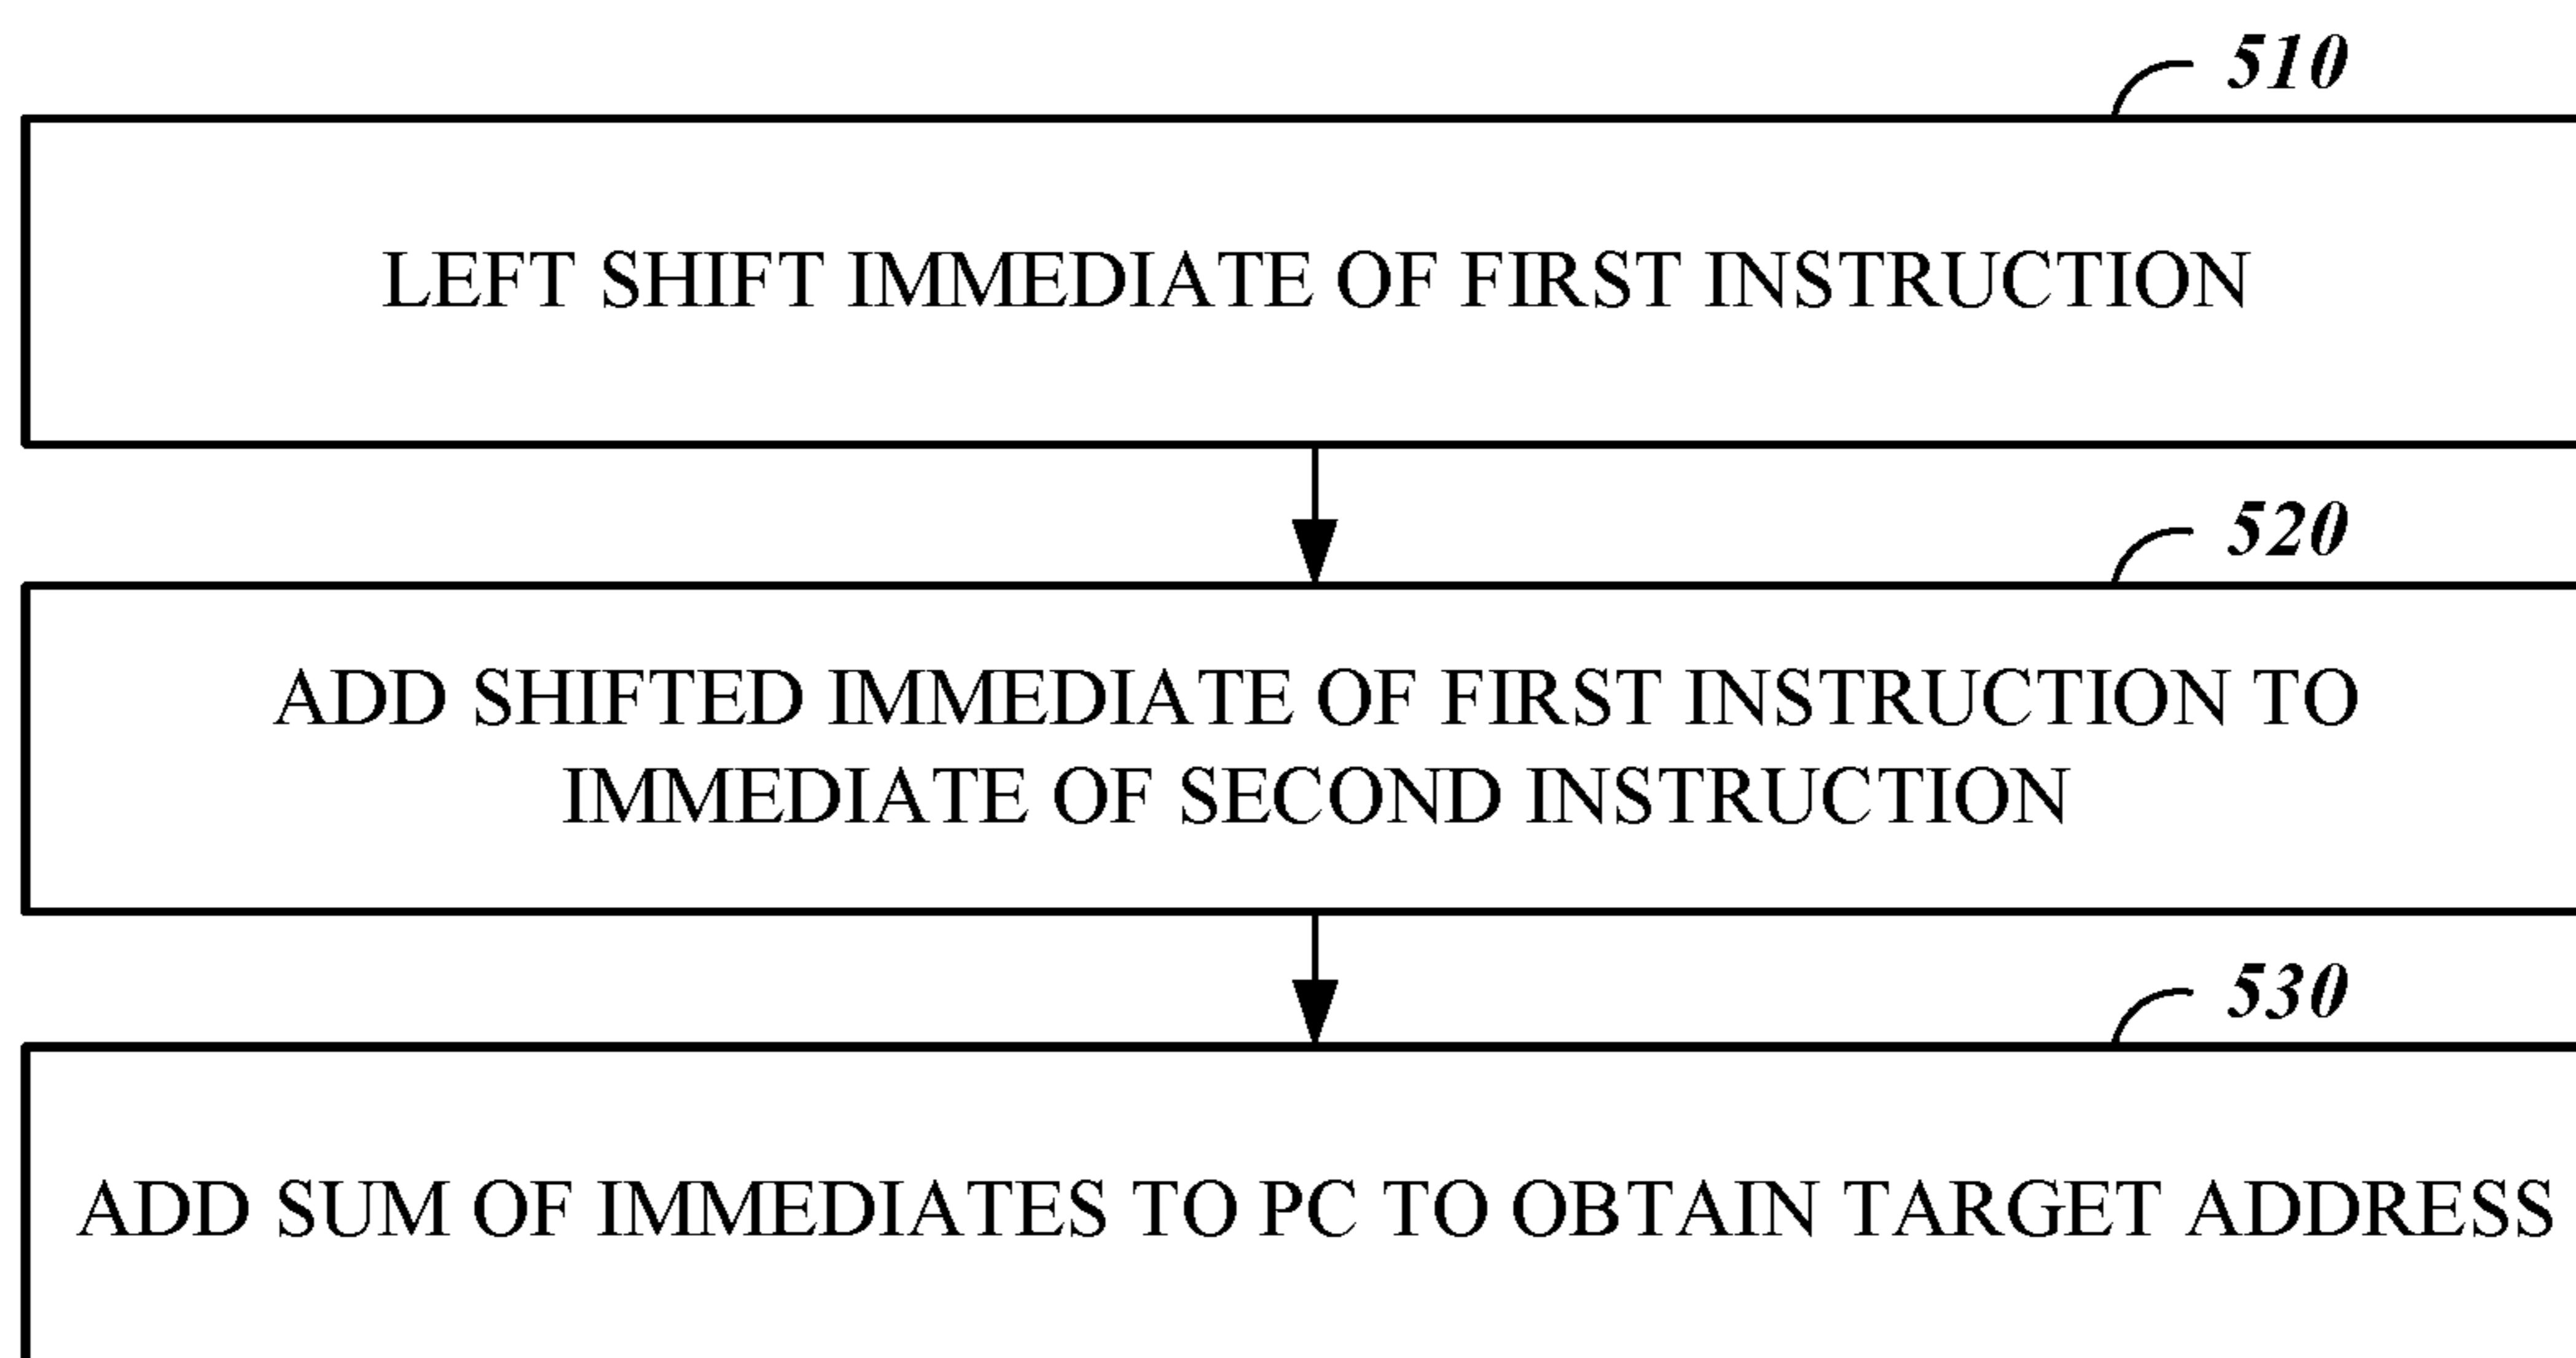 510
LEFT SHIFT IMMEDIATE OF FIRST INSTRUCTION
520
ADD SHIFTED IMMEDIATE OF FIRST INSTRUCTION TO
IMMEDIATE OF SECOND INSTRUCTION
530
ADD SUM OF IMMEDIATES TO PC TO OBTAIN TARGET ADDRESS